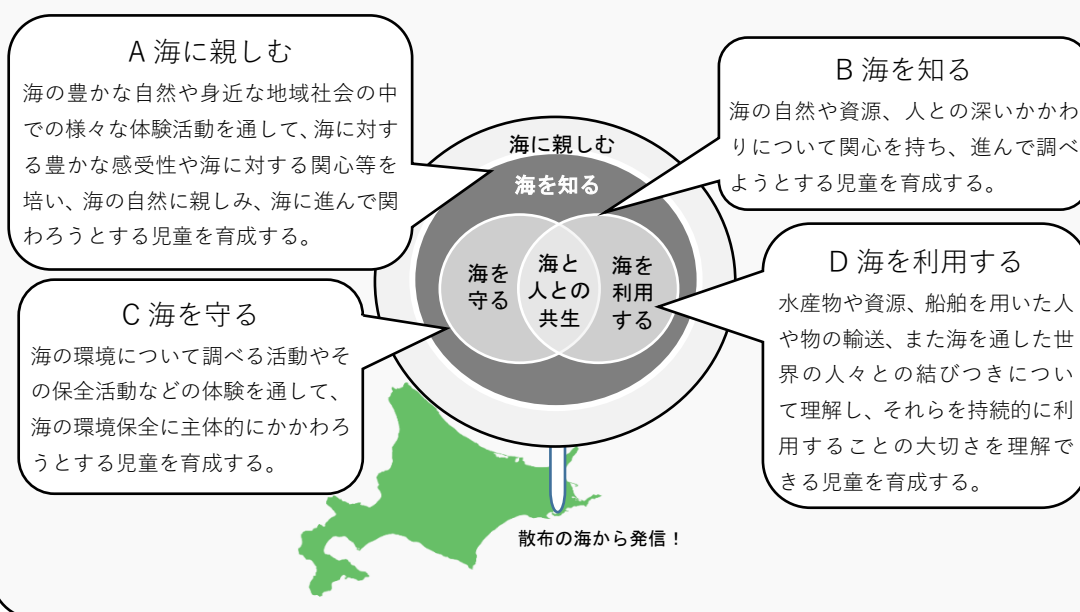 A 海に親しむ
海の豊かな自然や身近な地域社会の中
での様々な体験活動を通して、海に対す
る豊かな感受性や海に対する関心等を
培い、海の自然に親しみ、海に進んで関
わろうとする児童を育成する。
B 海を知る
海の自然や資源、人との深いかかわ
りについて関心を持ち、進んで調べ
ようとする児童を育成する。
海に親しむ
海を知る
海を
守る
海と
人との
共生
海を
利用
する
C 海を守る
海の環境について調べる活動やそ
の保全活動などの体験を通して、
海の環境保全に主体的にかかわろ
うとする児童を育成する。
D 海を利用する
水産物や資源、船舶を用いた人
や物の輸送、また海を通した世
界の人々との結びつきについ
て理解し、それらを持続的に利
用することの大切さを理解で
きる児童を育成する。
散布の海から発信！